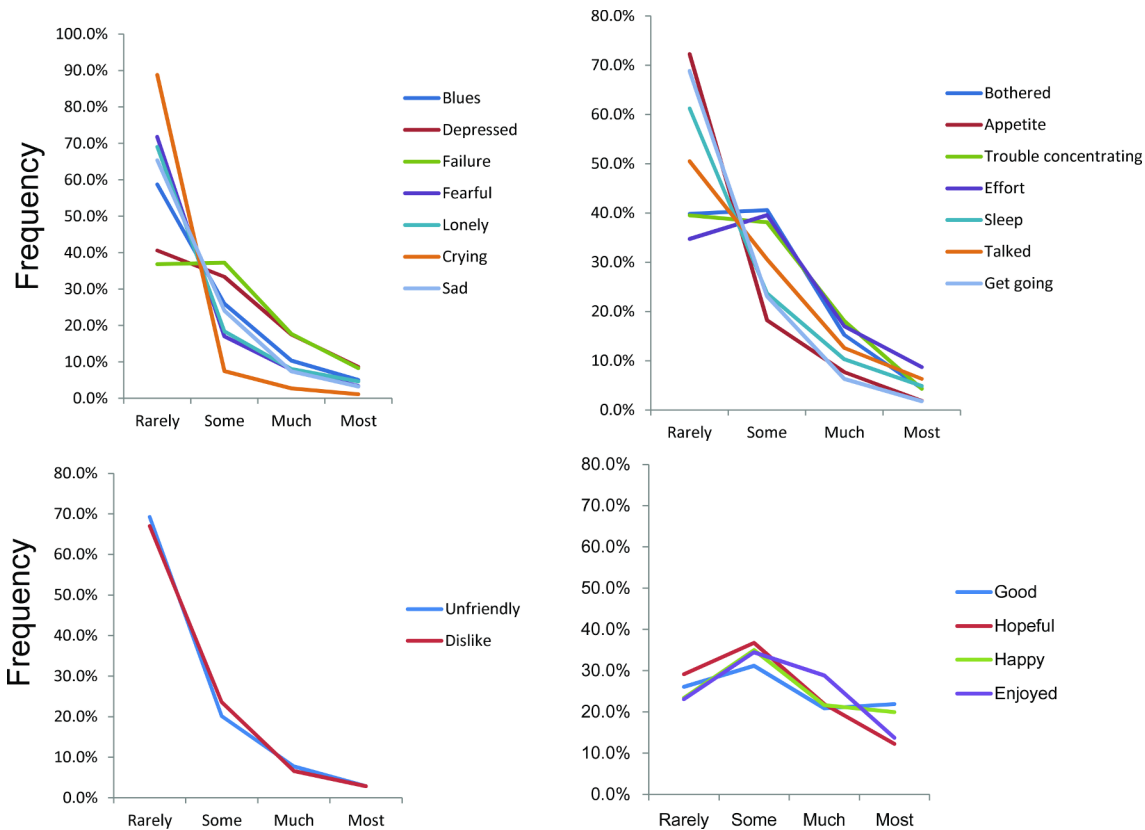 100.0%
90.0%
80.0%
70.0%
60.0%
50.0%
40.0%
30.0%
20.0%
10.0%
0.0%
Frequency
Rarely Some Much Most
Blues
Depressed
Failure
Fearful
Lonely
Crying
Sad
80.0%
70.0%
60.0%
50.0%
40.0%
30.0%
20.0%
10.0%
0.0%
Rarely Some Much Most
Bothered
Appetite
Trouble concentrating
Effort
Sleep
Talked
Get going
80.0%
70.0%
60.0%
50.0%
40.0%
30.0%
20.0%
10.0%
0.0%
Frequency
Rarely Some Much Most
Unfriendly
Dislike
80.0%
70.0%
60.0%
50.0%
40.0%
30.0%
20.0%
10.0%
0.0%
Rarely Some Much Most
Good
Hopeful
Happy
Enjoyed